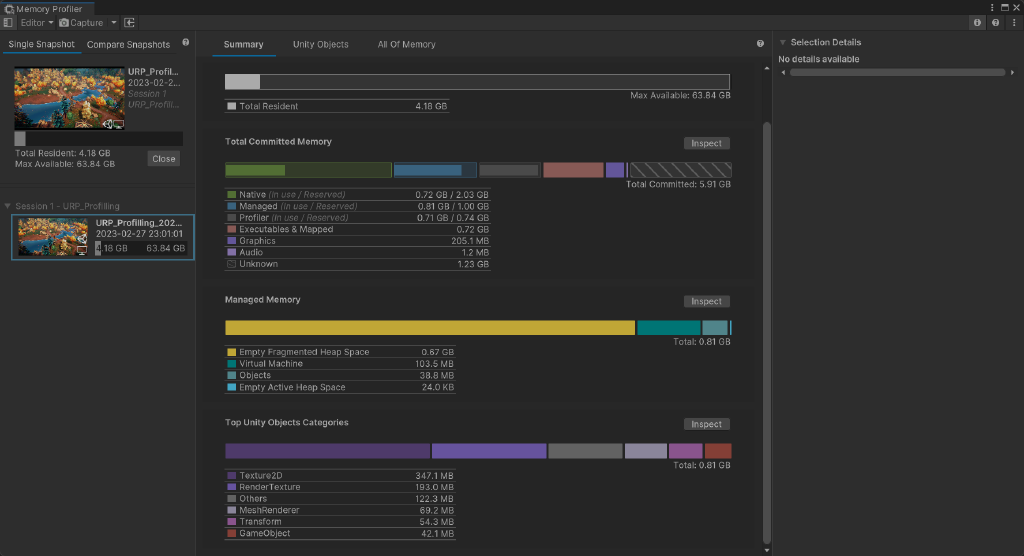 Memory Profiler
Editor
Capture
Single Snapshot
Compare Snapshots
Summary
Unity Objects
All Of Memory
Selection Details
No details available
URP_Profil...
2023-02-2...
Session 1
URP_Profili...
Total Resident: 4.18 GB
Max Available: 63.84 GB
Close
Session 1 - URP_Profilling
URP_Profilling_202...
2023-02-27 23:01:01
4.18 GB 63.84 GB
Max Available: 63.84 GB
Total Resident 4.18 GB
Total Committed Memory
Inspect
Total Committed: 5.91 GB
Native (In use / Reserved) 0.72 GB / 2.03 GB
Managed (In use / Reserved) 0.81 GB / 1.00 GB
Profiler (In use / Reserved) 0.71 GB / 0.74 GB
Executables & Mapped 0.72 GB
Graphics 205.1 MB
Audio 1.2 MB
Unknown 1.23 GB
Managed Memory
Inspect
Total: 0.81 GB
Empty Fragmented Heap Space 0.67 GB
Virtual Machine 103.5 MB
Objects 38.8 MB
Empty Active Heap Space 24.0 KB
Top Unity Objects Categories
Inspect
Total: 0.81 GB
Texture2D 347.1 MB
RenderTexture 193.0 MB
Others 122.3 MB
MeshRenderer 69.2 MB
Transform 54.3 MB
GameObject 42.1 MB